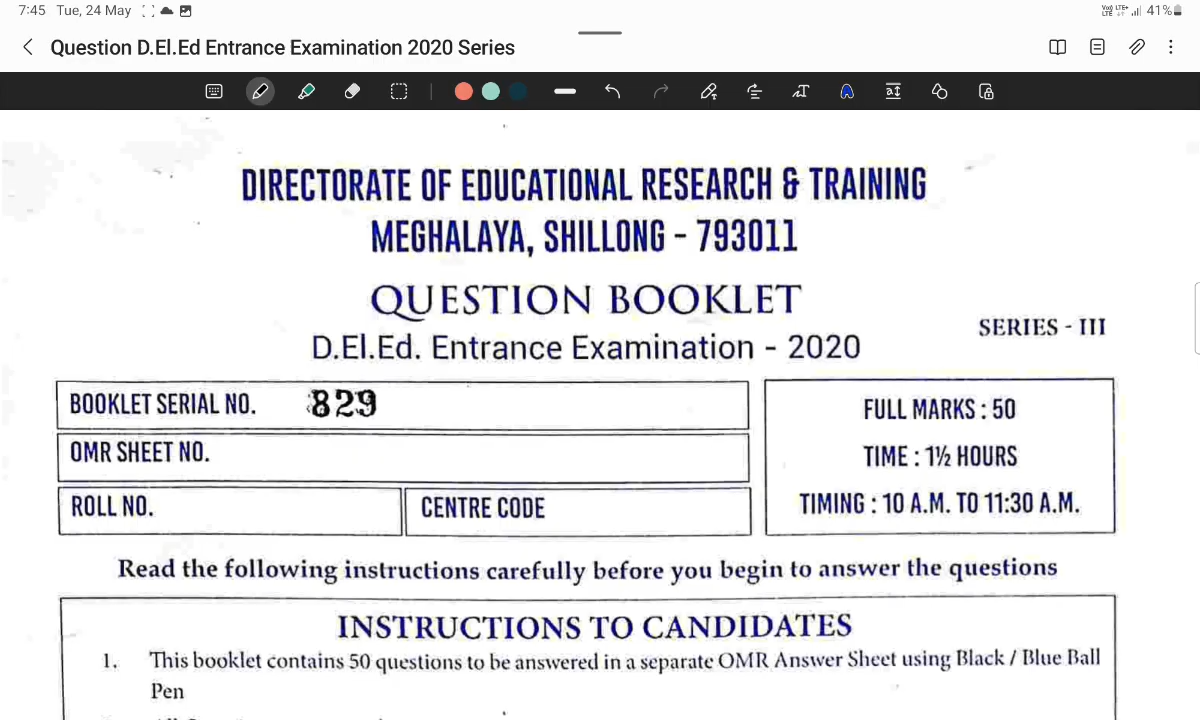 7:45 Tue, 24 May
41%
Question D.El.Ed Entrance Examination 2020 Series
DIRECTORATE OF EDUCATIONAL RESEARCH & TRAINING
MEGHALAYA, SHILLONG - 793011
QUESTION BOOKLET
SERIES - III
D.El.Ed. Entrance Examination - 2020
BOOKLET SERIAL NO. 829
OMR SHEET NO.
ROLL NO.
CENTRE CODE
FULL MARKS : 50
TIME : 1½ HOURS
TIMING : 10 A.M. TO 11:30 A.M.
Read the following instructions carefully before you begin to answer the questions
INSTRUCTIONS TO CANDIDATES
1. This booklet contains 50 questions to be answered in a separate OMR Answer Sheet using Black / Blue Ball
Pen